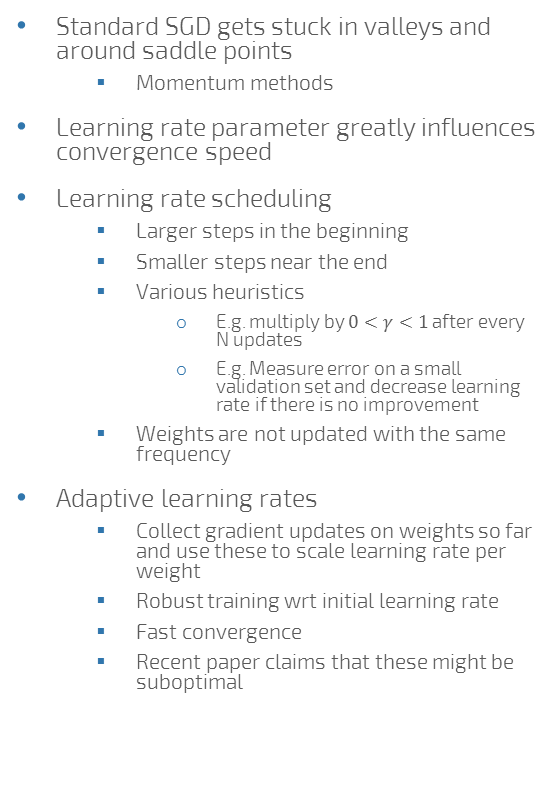 • Standard SGD gets stuck in valleys and
around saddle points
▪ Momentum methods
• Learning rate parameter greatly influences
convergence speed
• Learning rate scheduling
▪ Larger steps in the beginning
▪ Smaller steps near the end
▪ Various heuristics
o E.g. multiply by 0 < γ < 1 after every
N updates
o E.g. Measure error on a small
validation set and decrease learning
rate if there is no improvement
▪ Weights are not updated with the same
frequency
• Adaptive learning rates
▪ Collect gradient updates on weights so far
and use these to scale learning rate per
weight
▪ Robust training wrt initial learning rate
▪ Fast convergence
▪ Recent paper claims that these might be
suboptimal